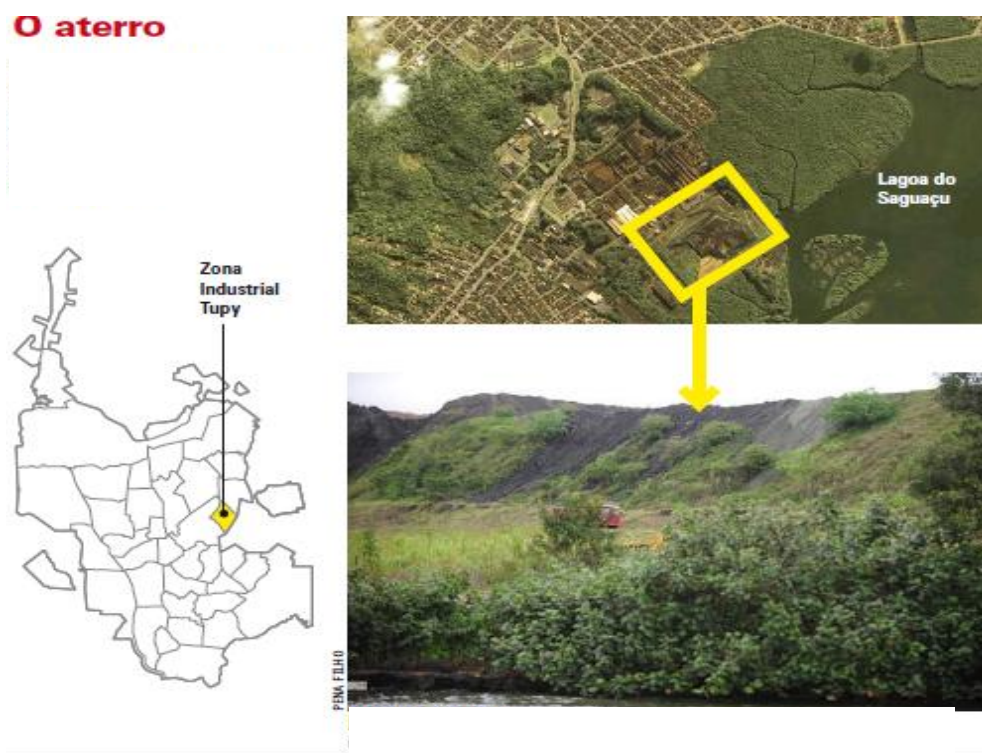 O aterro
Lagoa do
Saguaçu
Zona
Industrial
Tupy
PENA FILHO